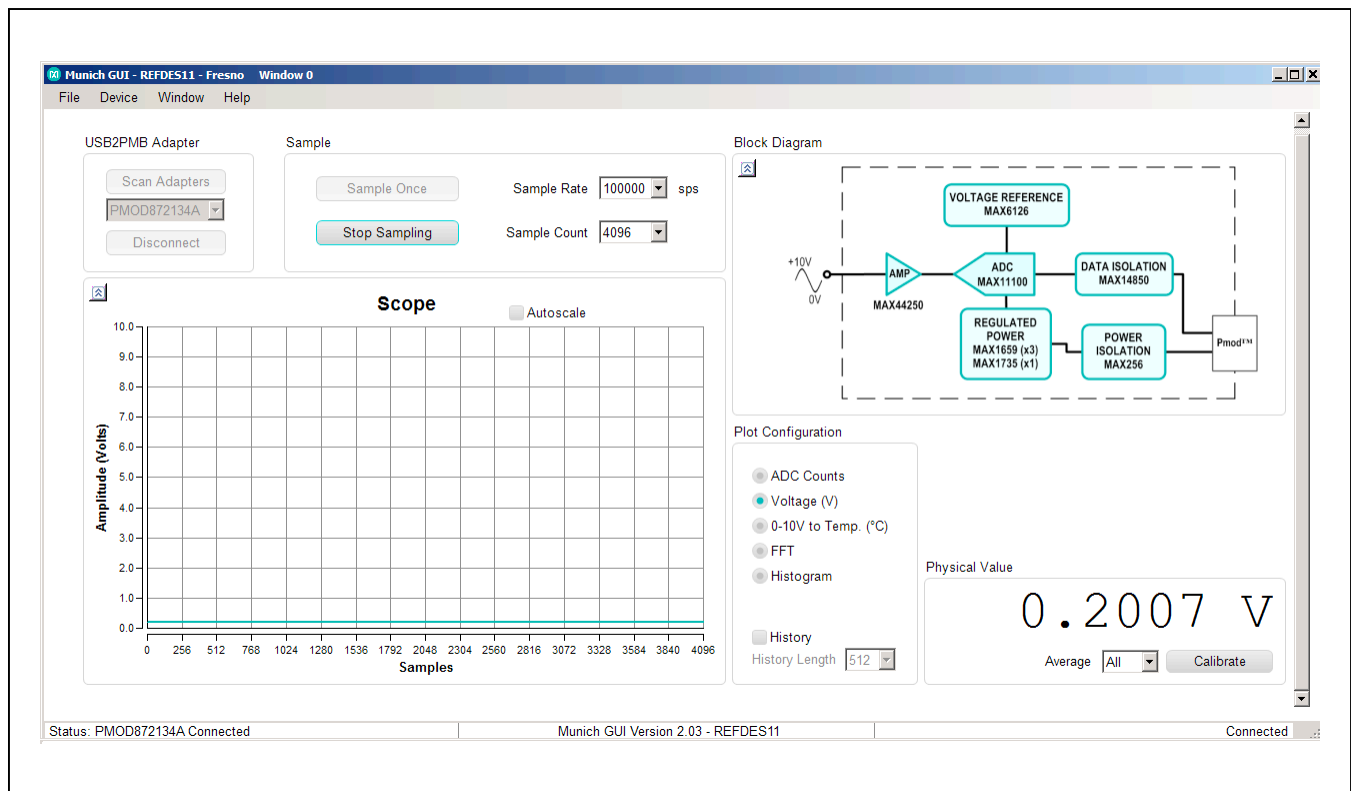 Munich GUI - REFDES11 - Fresno Window 0
File Device Window Help
USB2PMB Adapter
Scan Adapters
PMOD872134A
Disconnect
Sample
Sample Once
Sample Rate 100000 sps
Stop Sampling
Sample Count 4096
Block Diagram
VOLTAGE REFERENCE
MAX6126
+10V
0V
AMP
MAX44250
ADC
MAX11100
DATA ISOLATION
MAX14850
REGULATED
POWER
MAX1659 (x3)
MAX1735 (x1)
POWER
ISOLATION
MAX256
Pmod™
Scope
Autoscale
Amplitude (Volts)
10.0
9.0
8.0
7.0
6.0
5.0
4.0
3.0
2.0
1.0
0.0
0 256 512 768 1024 1280 1536 1792 2048 2304 2560 2816 3072 3328 3584 3840 4096
Samples
Plot Configuration
ADC Counts
Voltage (V)
0-10V to Temp. (°C)
FFT
Histogram
History
History Length 512
Physical Value
0.2007 V
Average All Calibrate
Status: PMOD872134A Connected
Munich GUI Version 2.03 - REFDES11
Connected